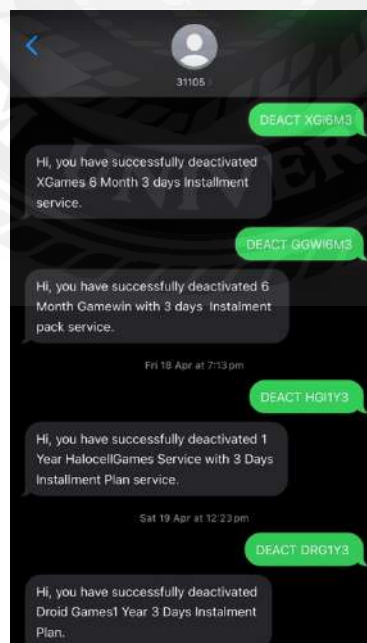 31105
DEACT XGI6M3
Hi, you have successfully deactivated
XGames 6 Month 3 days Installment
service.
DEACT GGWI6M3
Hi, you have successfully deactivated 6
Month Gamewin with 3 days Instalment
pack service.
Fri 18 Apr at 7:13 pm
DEACT HGI1Y3
Hi, you have successfully deactivated 1
Year HalocellGames Service with 3 Days
Installment Plan service.
Sat 19 Apr at 12:23 pm
DEACT DRG1Y3
Hi, you have successfully deactivated
Droid Games1 Year 3 Days Instalment
Plan.